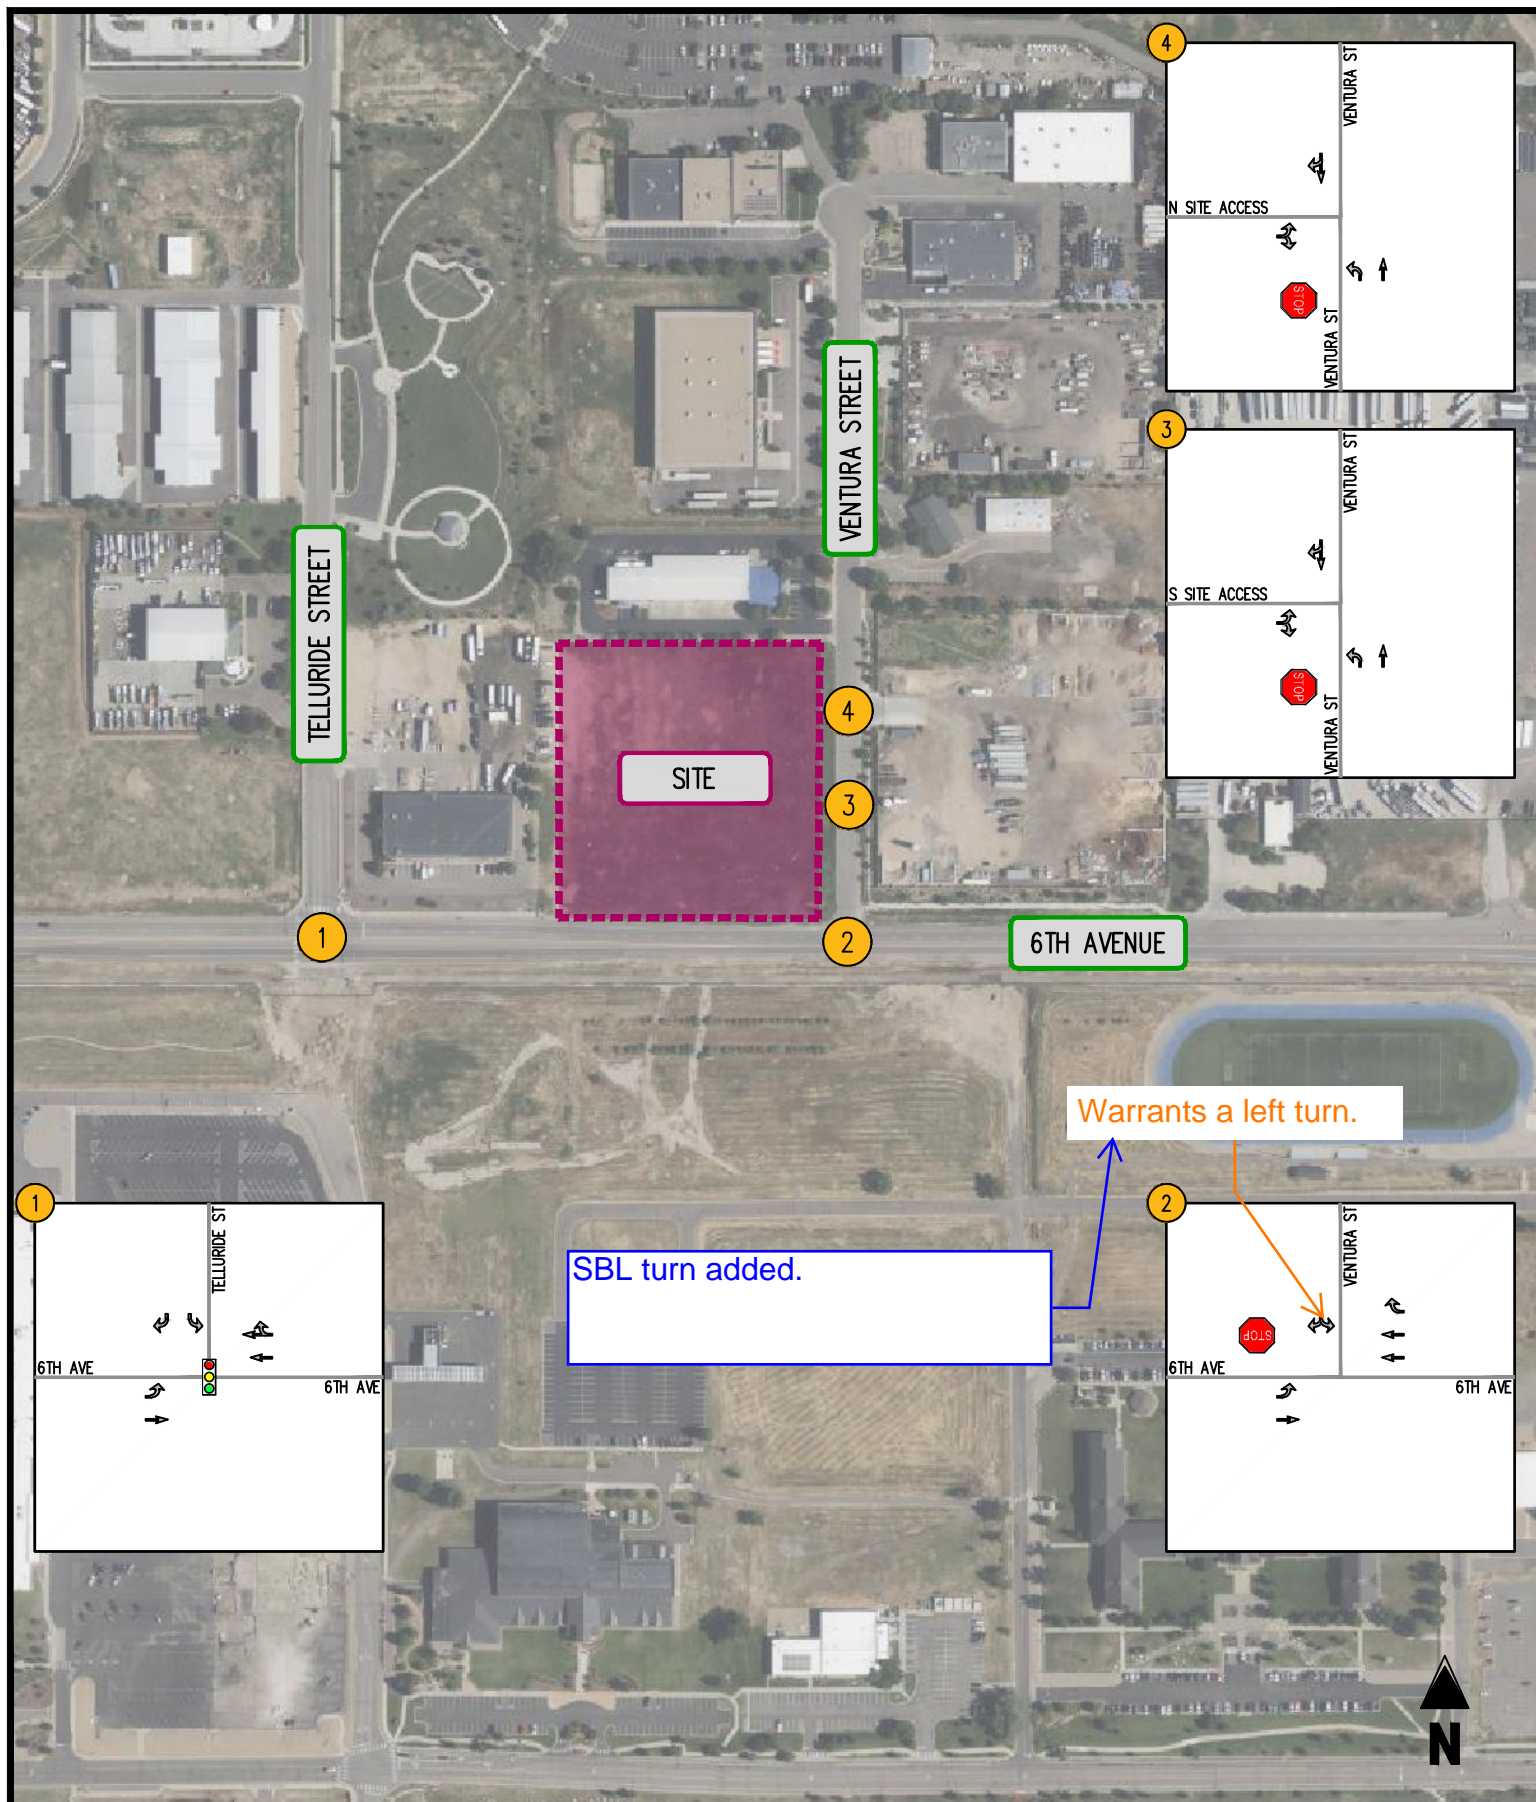 4
VENTURA ST
N SITE ACCESS
STOP
VENTURA ST
3
VENTURA ST
S SITE ACCESS
STOP
VENTURA ST
VENTURA STREET
TELLURIDE STREET
SITE
4
3
1
2
6TH AVENUE
Warrants a left turn.
SBL turn added.
1
TELLURIDE ST
6TH AVE
6TH AVE
2
VENTURA ST
STOP
6TH AVE
6TH AVE
N